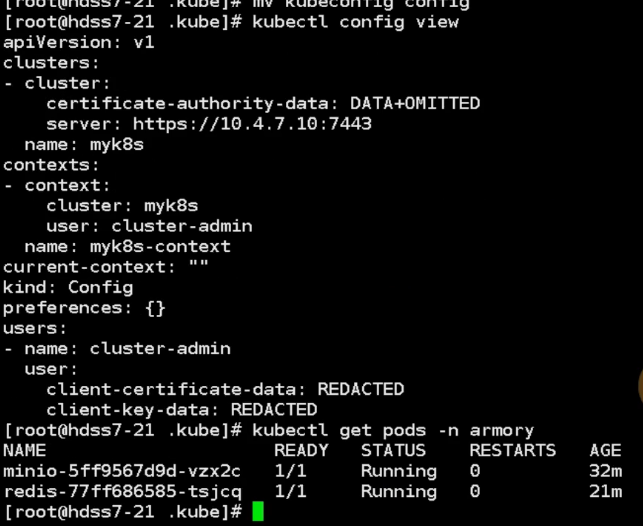 [root@hdss7-21 .kube]# mv kubeconfig config
[root@hdss7-21 .kube]# kubectl config view
apiVersion: v1
clusters:
- cluster:
    certificate-authority-data: DATA+OMITTED
    server: https://10.4.7.10:7443
  name: myk8s
contexts:
- context:
    cluster: myk8s
    user: cluster-admin
  name: myk8s-context
current-context: ""
kind: Config
preferences: {}
users:
- name: cluster-admin
  user:
    client-certificate-data: REDACTED
    client-key-data: REDACTED
[root@hdss7-21 .kube]# kubectl get pods -n armory
NAME                     READY   STATUS    RESTARTS   AGE
minio-5ff9567d9d-vzx2c   1/1     Running   0          32m
redis-77ff686585-tsjcq   1/1     Running   0          21m
[root@hdss7-21 .kube]#